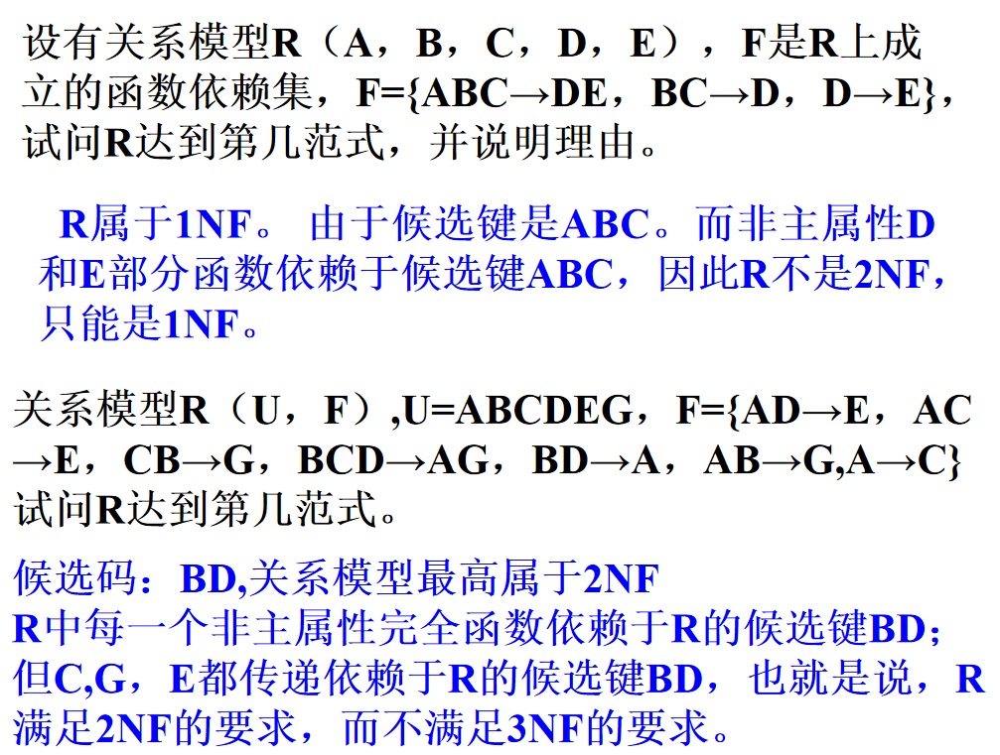 设有关系模型R（A，B，C，D，E），F是R上成
立的函数依赖集，F={ABC→DE，BC→D，D→E}，
试问R达到第几范式，并说明理由。
R属于1NF。 由于候选键是ABC。而非主属性D
和E部分函数依赖于候选键ABC，因此R不是2NF，
只能是1NF。
关系模型R（U，F）,U=ABCDEG，F={AD→E，AC
→E，CB→G，BCD→AG，BD→A，AB→G,A→C}
试问R达到第几范式。
候选码：BD,关系模型最高属于2NF
R中每一个非主属性完全函数依赖于R的候选键BD；
但C,G，E都传递依赖于R的候选键BD，也就是说，R
满足2NF的要求，而不满足3NF的要求。